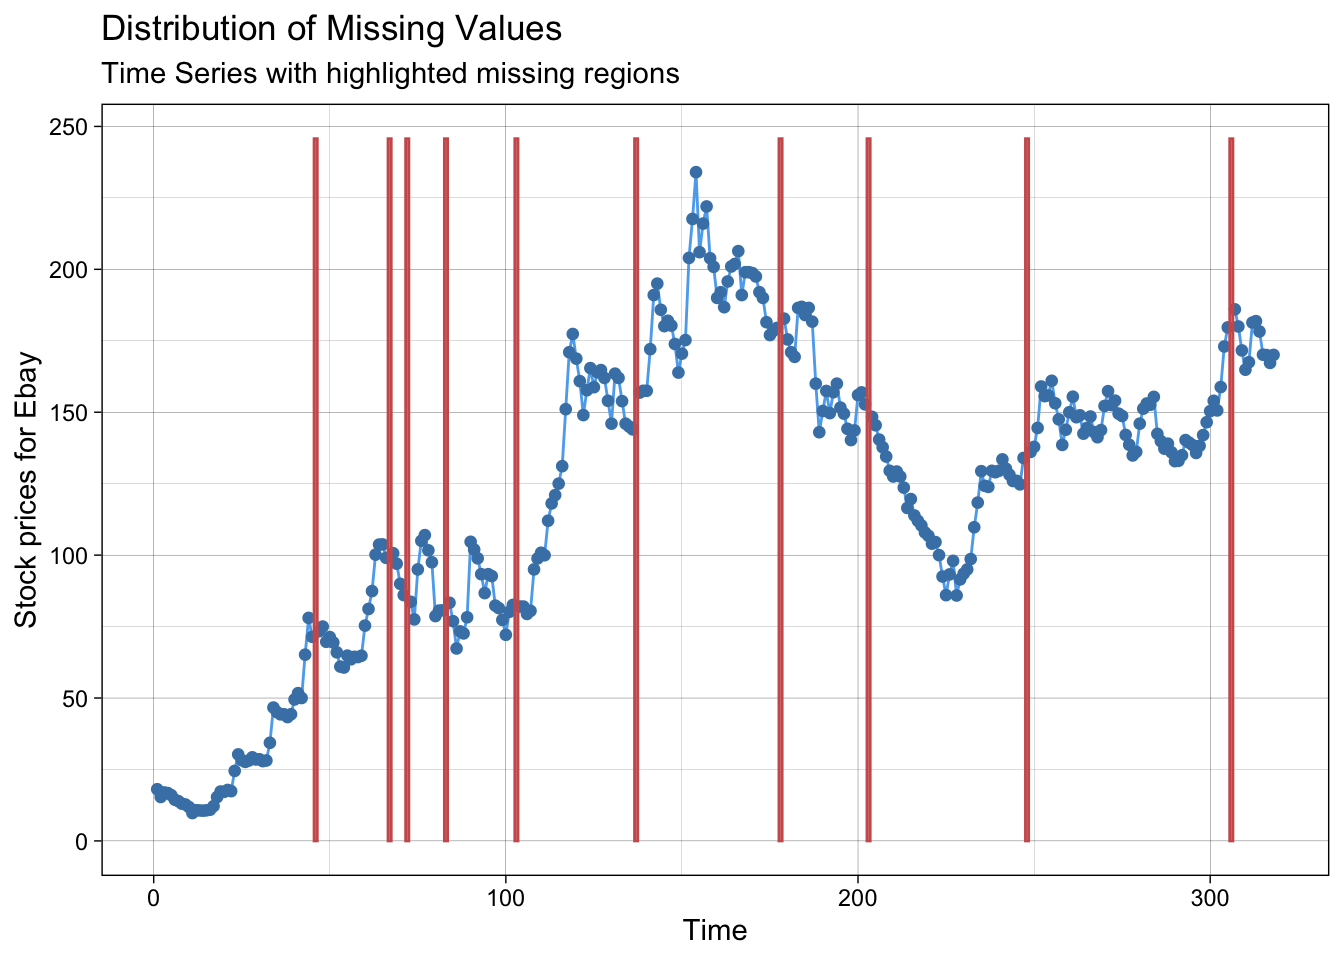 Distribution of Missing Values
Time Series with highlighted missing regions
Stock prices for Ebay
250
200
150
100
50
0
0
100
200
300
Time